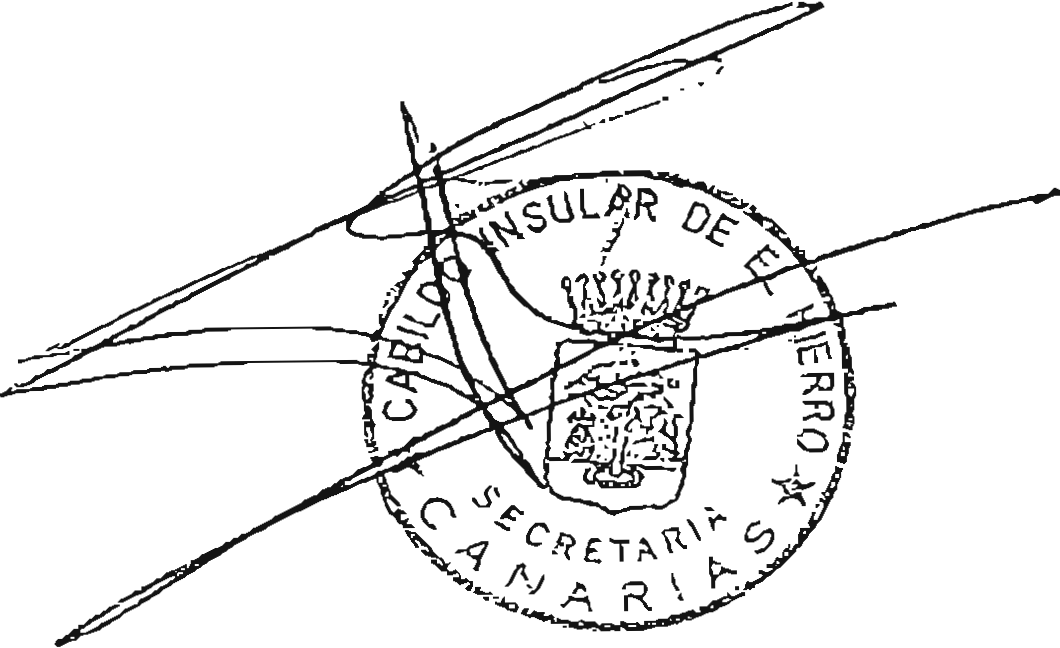 CABILDO INSULAR DE EL HIERRO
SECRETARIA
CANARIAS